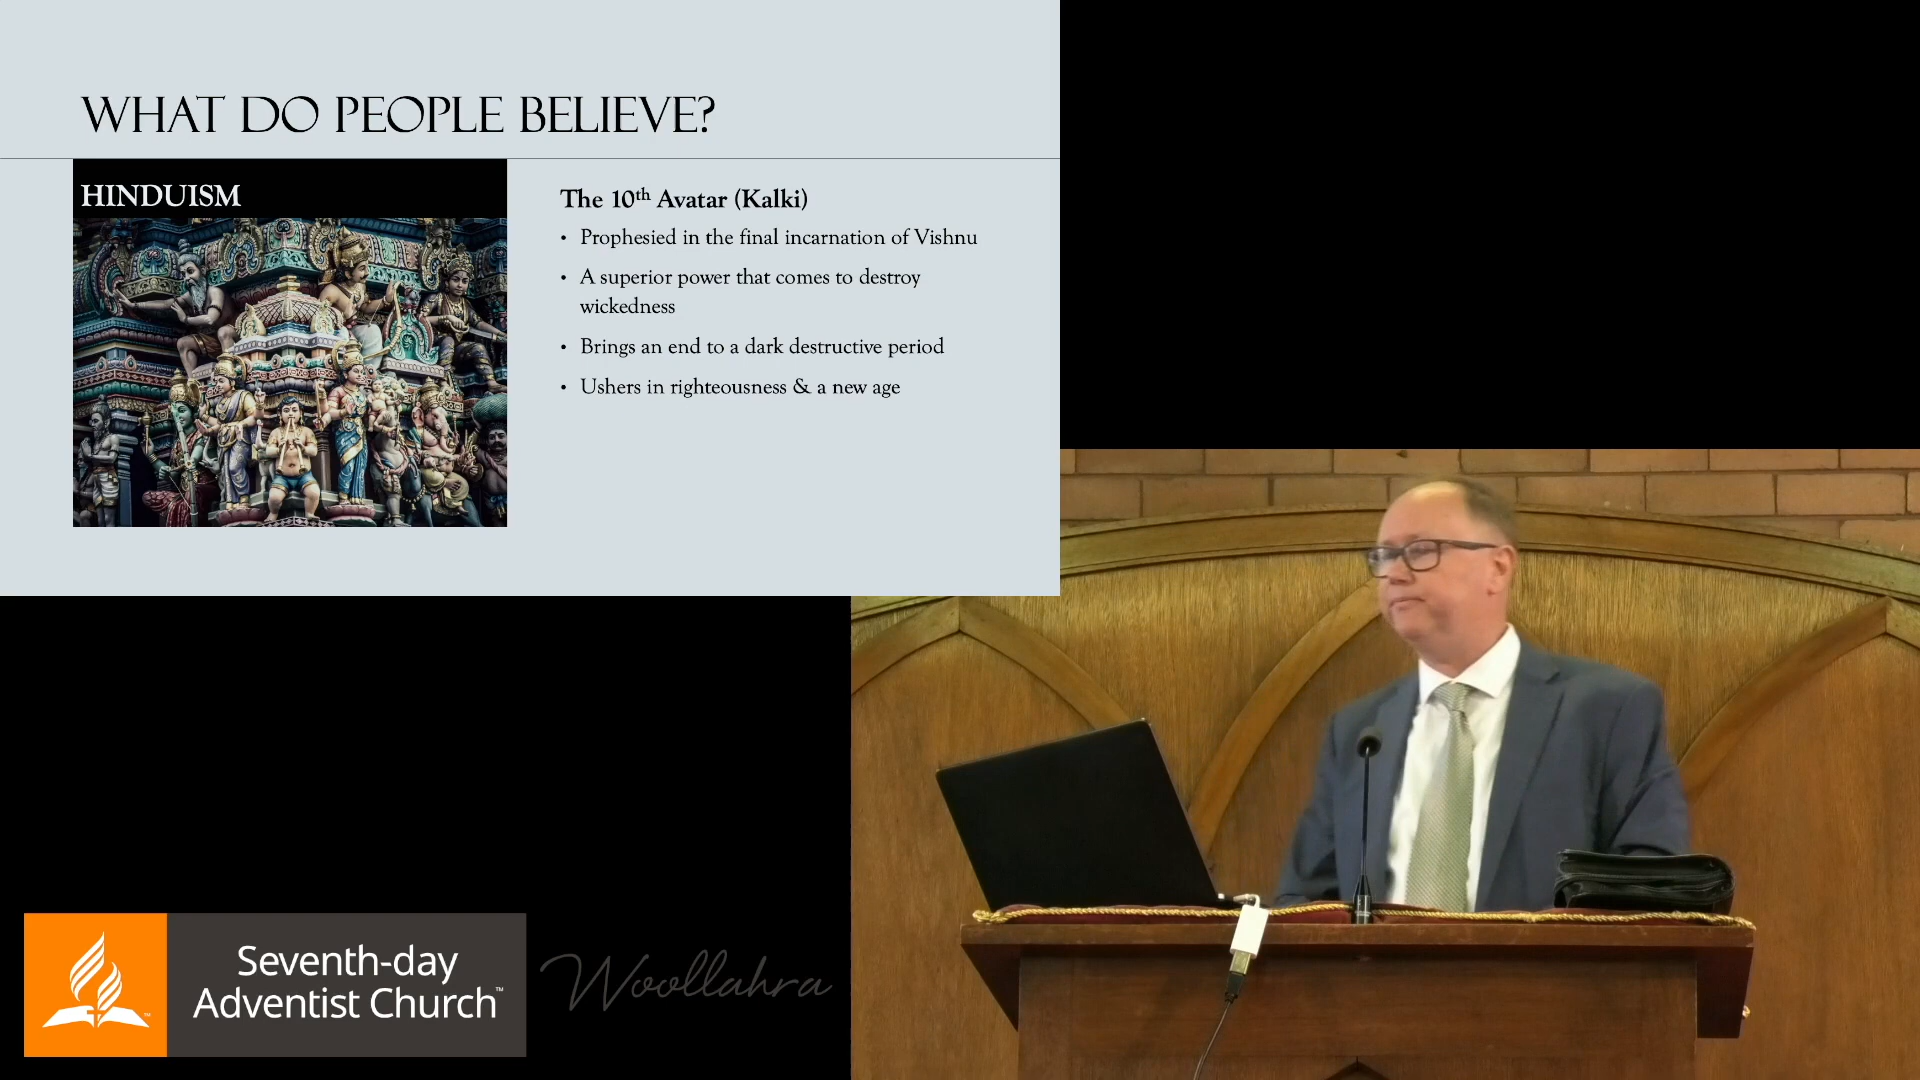 WHAT DO PEOPLE BELIEVE?
HINDUISM
The 10th Avatar (Kalki)
• Prophesied in the final incarnation of Vishnu
• A superior power that comes to destroy
wickedness
• Brings an end to a dark destructive period
• Ushers in righteousness & a new age
Seventh-day
Adventist Church™
Woollahra